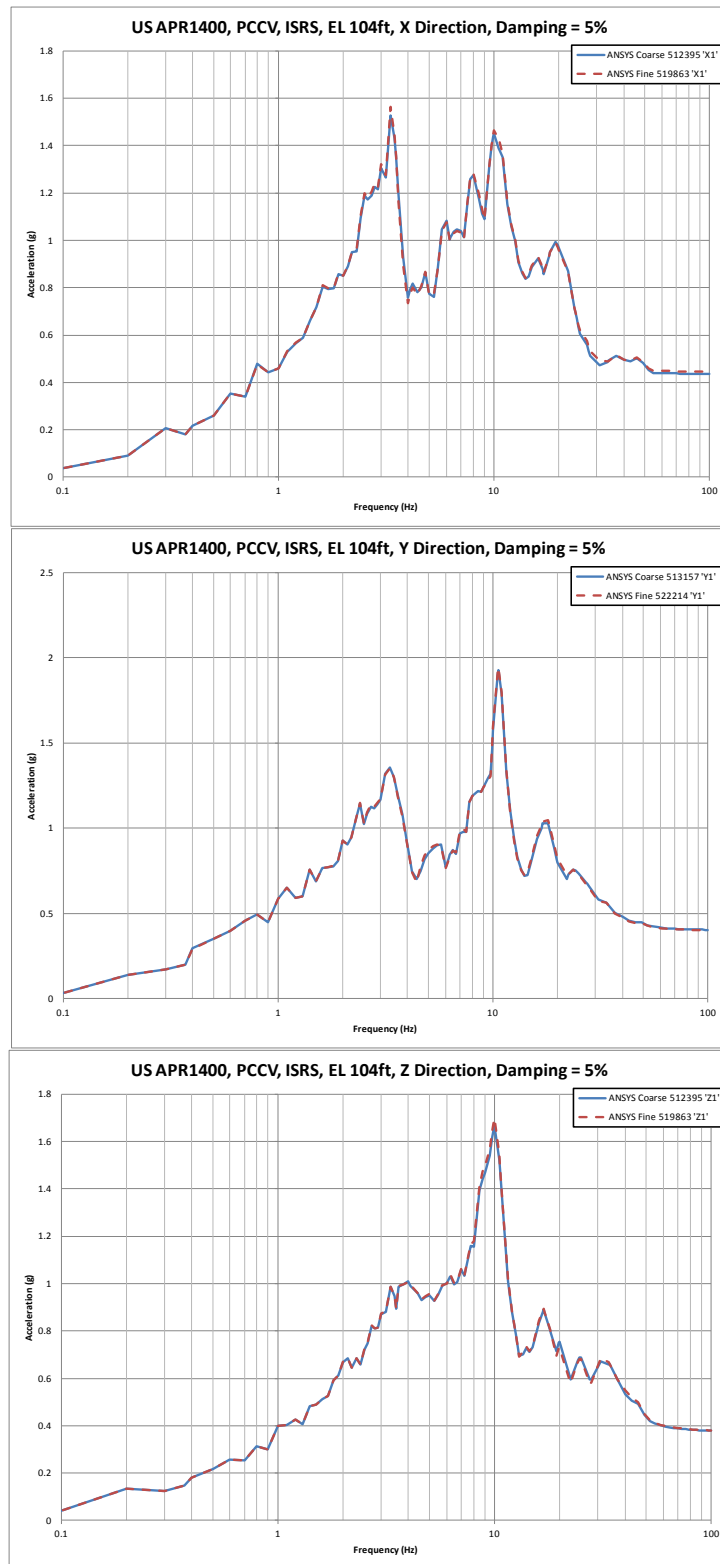 US APR1400, PCCV, ISRS, EL 104ft, X Direction, Damping = 5%
1.8
ANSYS Coarse 512395 'X1'
ANSYS Fine 519863 'X1'
1.6
1.4
1.2
1
Acceleration (g)
0.8
0.6
0.4
0.2
0
0.1
1
10
100
Frequency (Hz)
US APR1400, PCCV, ISRS, EL 104ft, Y Direction, Damping = 5%
2.5
ANSYS Coarse 513157 'Y1'
ANSYS Fine 522214 'Y1'
2
1.5
Acceleration (g)
1
0.5
0
0.1
1
10
100
Frequency (Hz)
US APR1400, PCCV, ISRS, EL 104ft, Z Direction, Damping = 5%
1.8
ANSYS Coarse 512395 'Z1'
ANSYS Fine 519863 'Z1'
1.6
1.4
1.2
1
Acceleration (g)
0.8
0.6
0.4
0.2
0
0.1
1
10
100
Frequency (Hz)